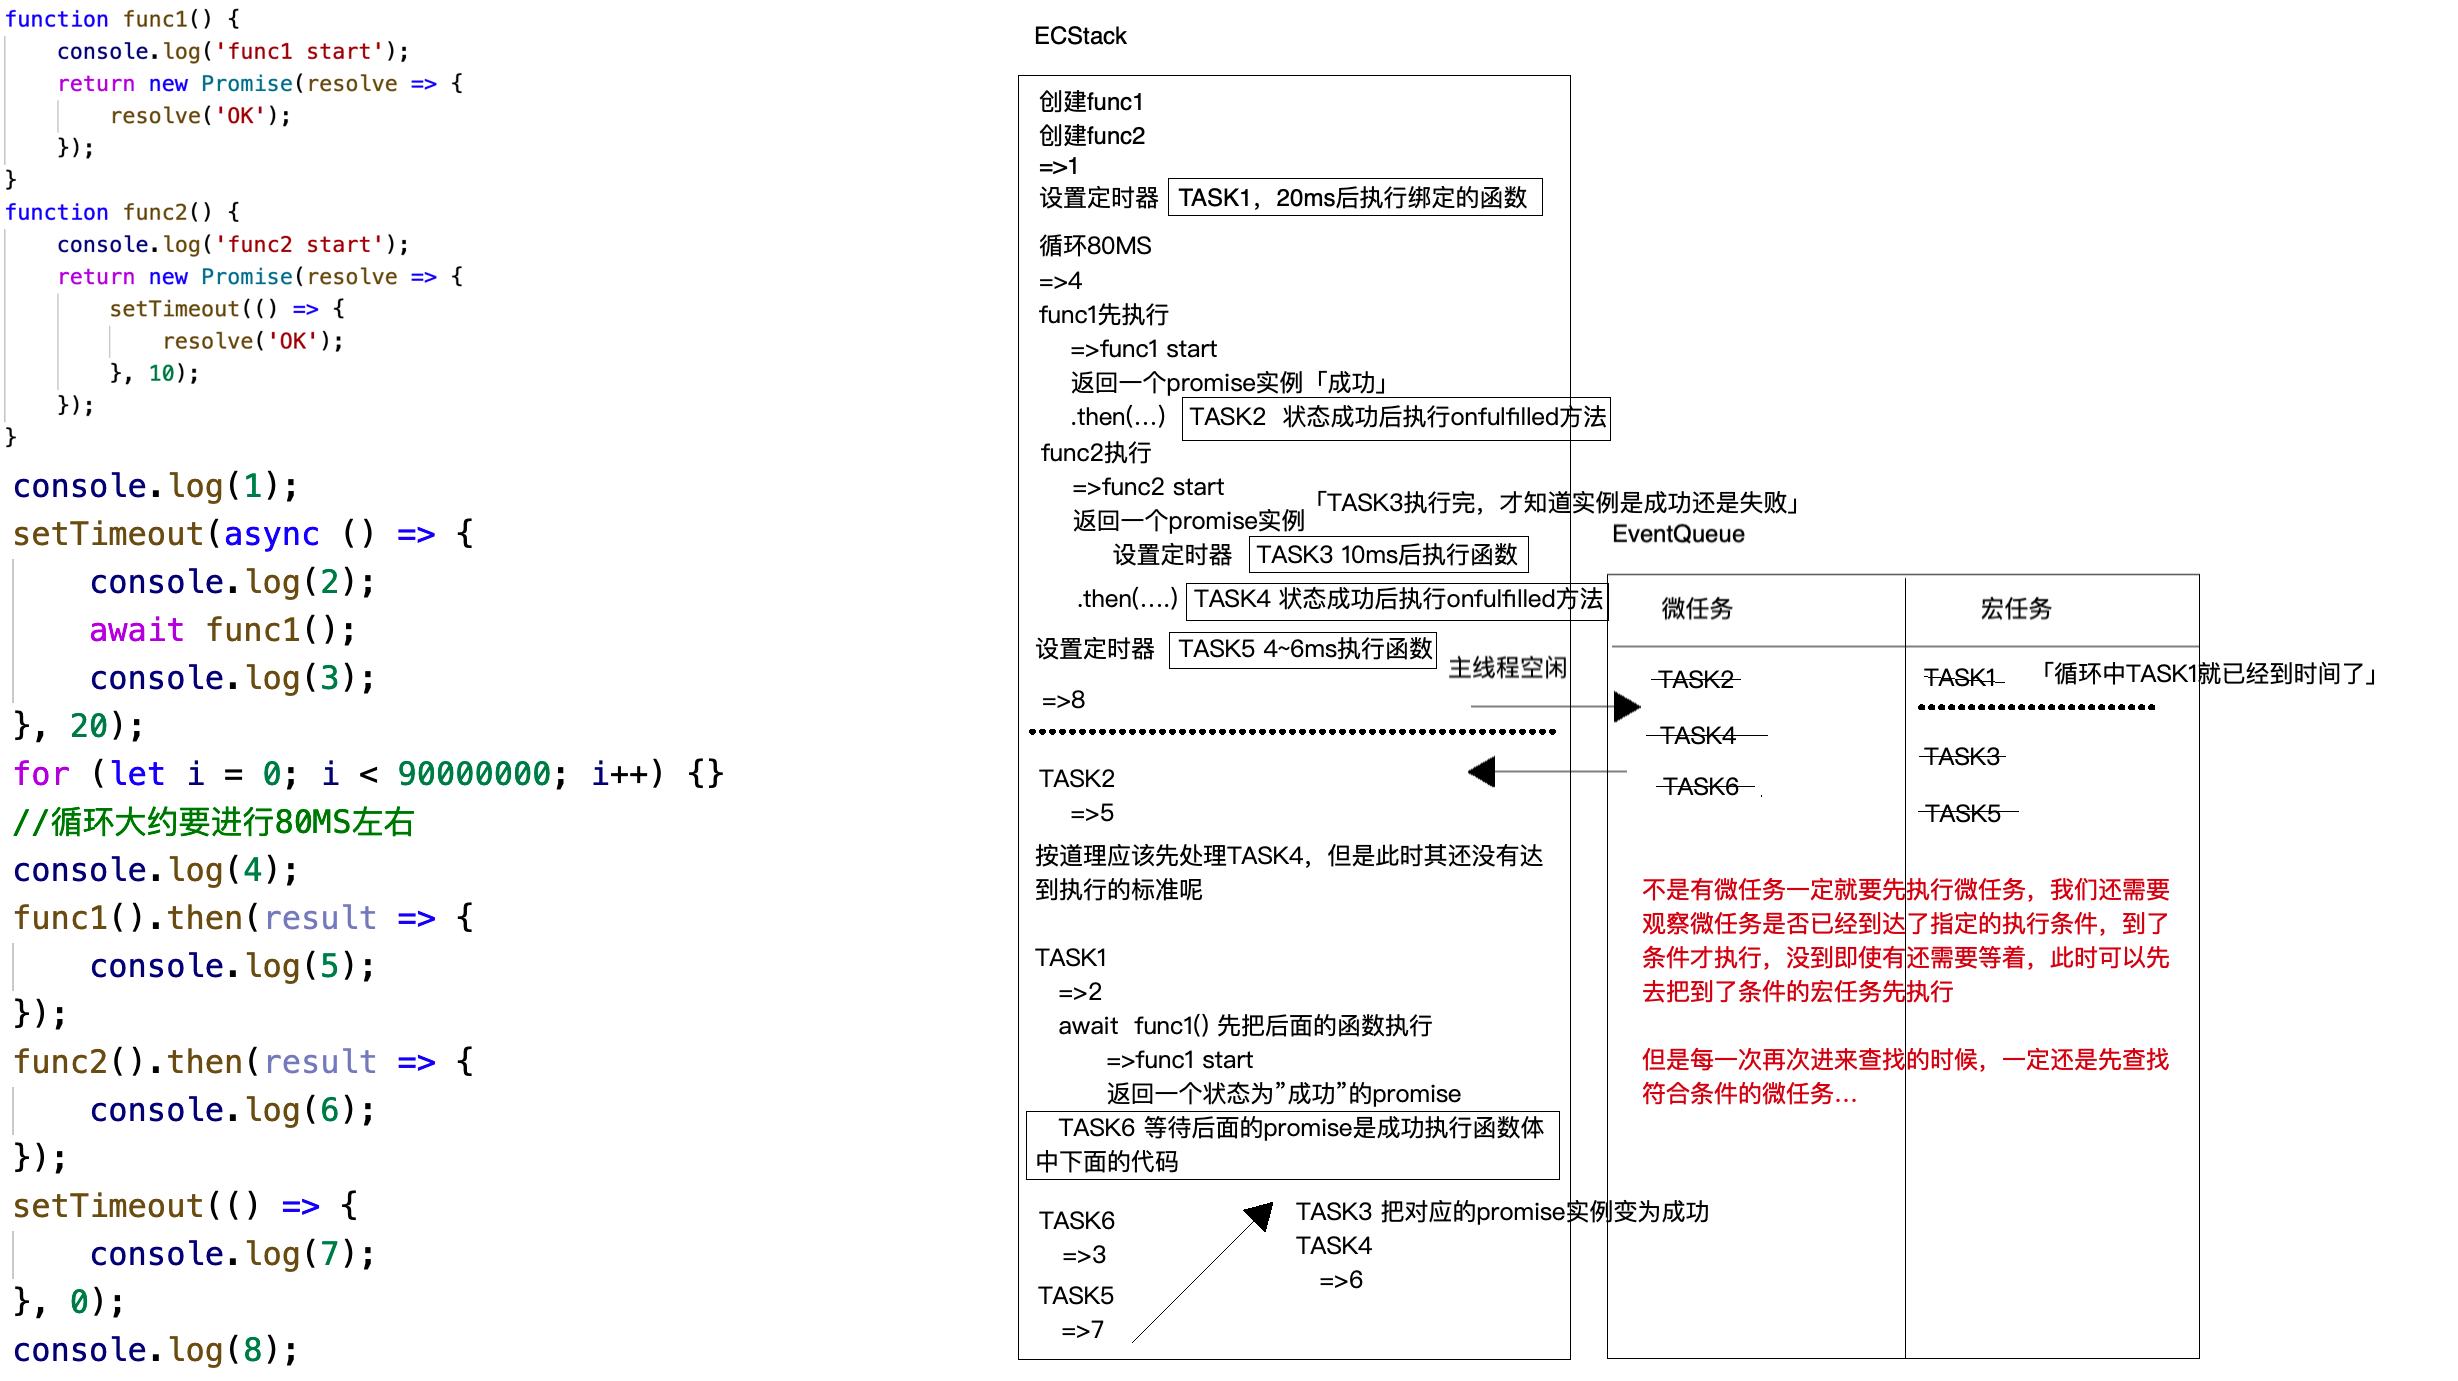 function func1() {
console.log('func1 start');
return new Promise(resolve => {
resolve('OK');
});
}
function func2() {
console.log('func2 start');
return new Promise(resolve => {
setTimeout(() => {
resolve('OK');
}, 10);
});
}
console.log(1);
setTimeout(async () => {
console.log(2);
await func1();
console.log(3);
}, 20);
for (let i = 0; i < 90000000; i++) {}
//循环大约要进行80MS左右
console.log(4);
func1().then(result => {
console.log(5);
});
func2().then(result => {
console.log(6);
});
setTimeout(() => {
console.log(7);
}, 0);
console.log(8);
ECStack
创建func1
创建func2
=>1
设置定时器 TASK1，20ms后执行绑定的函数
循环80MS
=>4
func1先执行
=>func1 start
返回一个promise实例「成功」
.then(...) TASK2 状态成功后执行onfulfilled方法
func2执行
=>func2 start
返回一个promise实例「TASK3执行完，才知道实例是成功还是失败」
设置定时器 TASK3 10ms后执行函数
.then(....) TASK4 状态成功后执行onfulfilled方法
设置定时器 TASK5 4~6ms执行函数
=>8
主线程空闲
TASK2
=>5
按道理应该先处理TASK4，但是此时其还没有达
到执行的标准呢
TASK1
=>2
await func1() 先把后面的函数执行
=>func1 start
返回一个状态为”成功”的promise
TASK6 等待后面的promise是成功执行函数体
中下面的代码
TASK6
=>3
TASK5
=>7
TASK3 把对应的promise实例变为成功
TASK4
=>6
EventQueue
微任务
宏任务
TASK2
TASK4
TASK6
TASK1 「循环中TASK1就已经到时间了」
TASK3
TASK5
不是有微任务一定就要先执行微任务，我们还需要
观察微任务是否已经到达了指定的执行条件，到了
条件才执行，没到即使有还需要等着，此时可以先
去把到了条件的宏任务先执行
但是每一次再次进来查找的时候，一定还是先查找
符合条件的微任务...